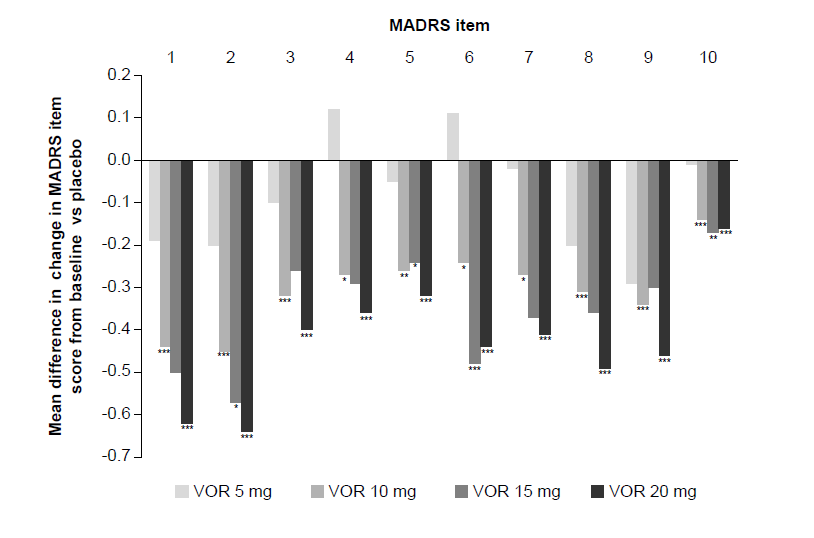 MADRS item
1 2 3 4 5 6 7 8 9 10
Mean difference in change in MADRS item
score from baseline vs placebo
0.2
0.1
0.0
-0.1
-0.2
-0.3
-0.4
-0.5
-0.6
-0.7
*** *** *** *** *** * *** * *** ** * *** * *** *** * *** *** *** *** *** *** ** ***
VOR 5 mg VOR 10 mg VOR 15 mg VOR 20 mg